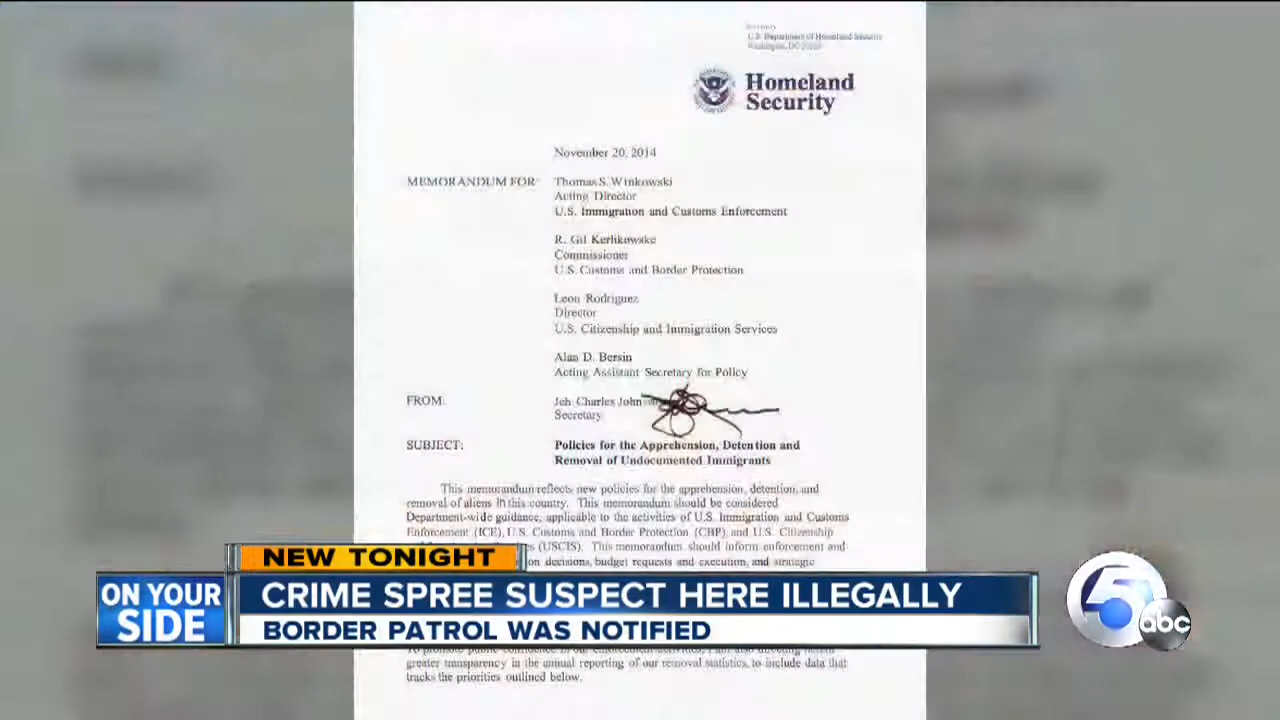 U.S. Department of Homeland Security
Washington, DC
Homeland
Security
November 20, 2014
MEMORANDUM FOR: Thomas S. Winkowski
Acting Director
U.S. Immigration and Customs Enforcement
R. Gil Kerlikowske
Commissioner
U.S. Customs and Border Protection
Leon Rodriguez
Director
U.S. Citizenship and Immigration Services
Alan D. Bersin
Acting Assistant Secretary for Policy
FROM: Jeh Charles John
Secretary
SUBJECT: Policies for the Apprehension, Detention and
Removal of Undocumented Immigrants
This memorandum reflects new policies for the apprehension, detention, and
removal of aliens in this country. This memorandum should be considered
Department-wide guidance, applicable to the activities of U.S. Immigration and Customs
Enforcement (ICE), U.S. Customs and Border Protection (CBP), and U.S. Citizenship
(USCIS). This memorandum should inform enforcement and
on decisions, budget requests and execution, and strategic
NEW TONIGHT
ON YOUR
SIDE
CRIME SPREE SUSPECT HERE ILLEGALLY
BORDER PATROL WAS NOTIFIED
5
abc
greater transparency in the annual reporting of our removal statistics, to include data that
tracks the priorities outlined below.